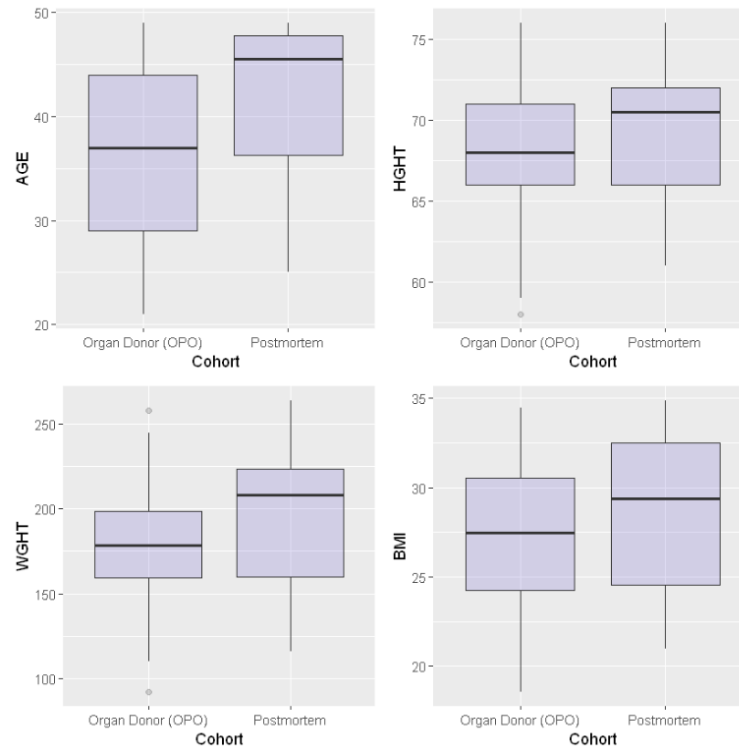 AGE
50
40
30
20
Organ Donor (OPO) Postmortem
Cohort
HGHT
75
70
65
60
Organ Donor (OPO) Postmortem
Cohort
WGHT
250
200
150
100
Organ Donor (OPO) Postmortem
Cohort
BMI
35
30
25
20
Organ Donor (OPO) Postmortem
Cohort